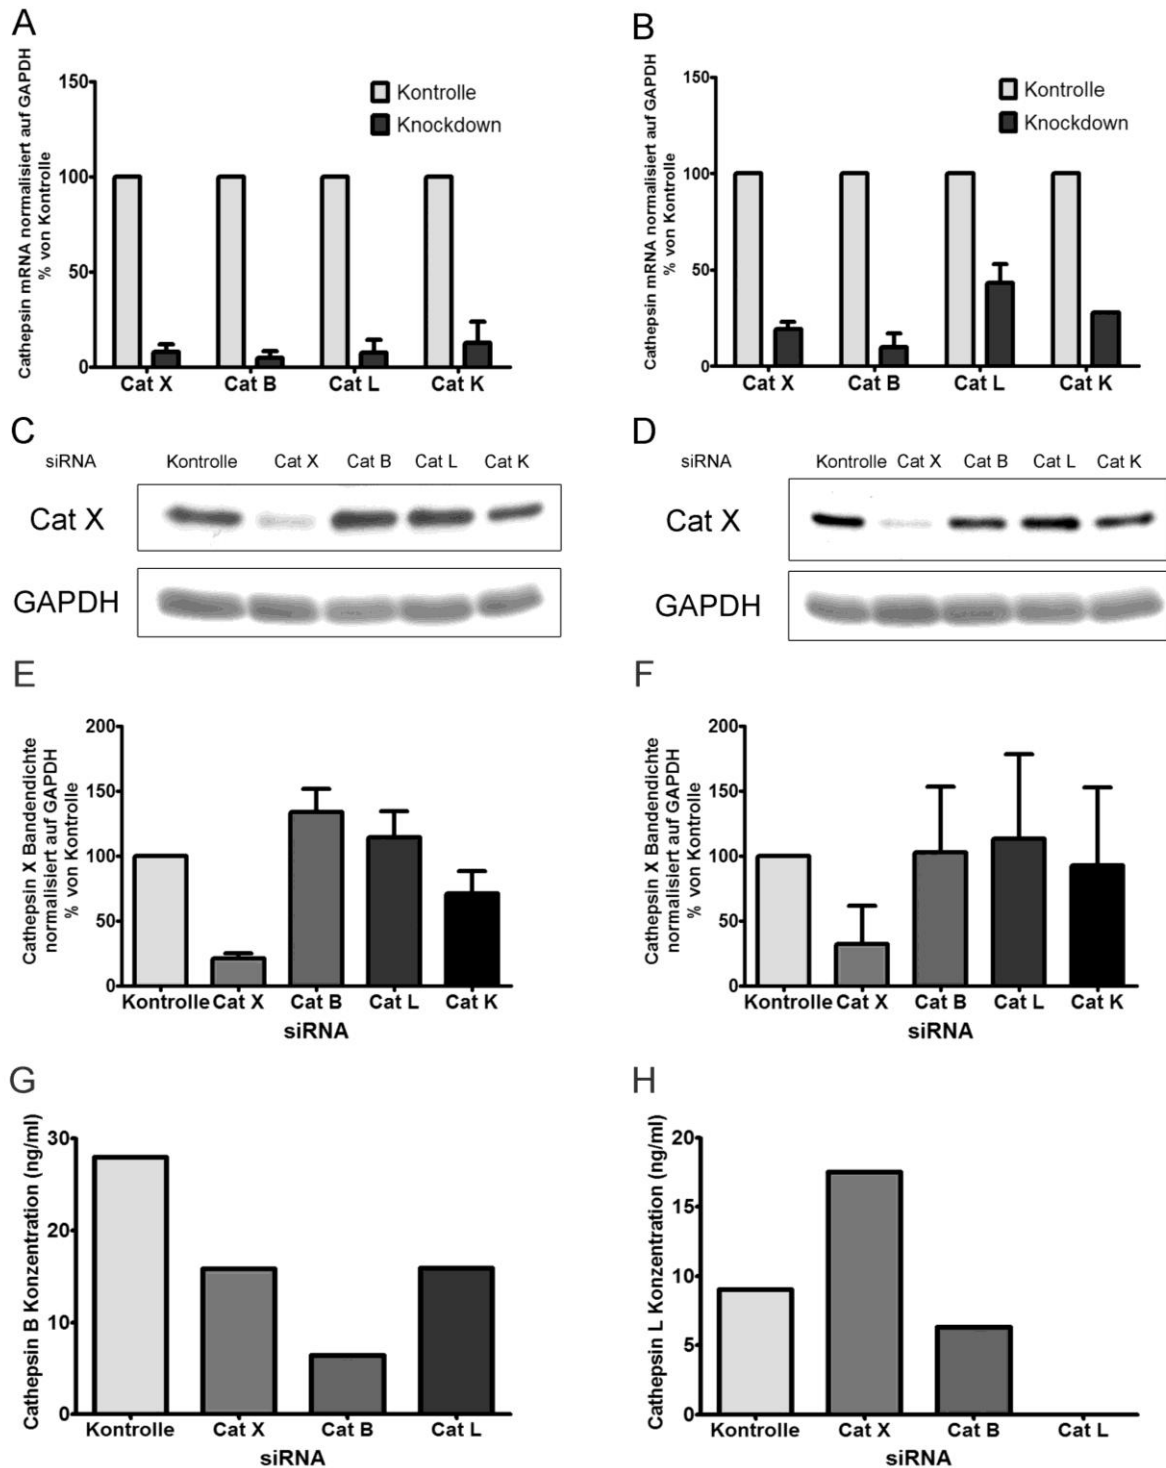 A
Cathepsin mRNA normalisiert auf GAPDH
% von Kontrolle
150
100
50
0
Kontrolle
Knockdown
Cat X Cat B Cat L Cat K
B
Cathepsin mRNA normalisiert auf GAPDH
% von Kontrolle
150
100
50
0
Kontrolle
Knockdown
Cat X Cat B Cat L Cat K
C
siRNA Kontrolle Cat X Cat B Cat L Cat K
Cat X
GAPDH
D
siRNA Kontrolle Cat X Cat B Cat L Cat K
Cat X
GAPDH
E
Cathepsin X Bandendichte
normalisiert auf GAPDH
% von Kontrolle
200
150
100
50
0
Kontrolle Cat X Cat B Cat L Cat K
siRNA
F
Cathepsin X Bandendichte
normalisiert auf GAPDH
% von Kontrolle
200
150
100
50
0
Kontrolle Cat X Cat B Cat L Cat K
siRNA
G
Cathepsin B Konzentration (ng/ml)
30
20
10
0
Kontrolle Cat X Cat B Cat L
siRNA
H
Cathepsin L Konzentration (ng/ml)
20
15
10
5
0
Kontrolle Cat X Cat B Cat L
siRNA